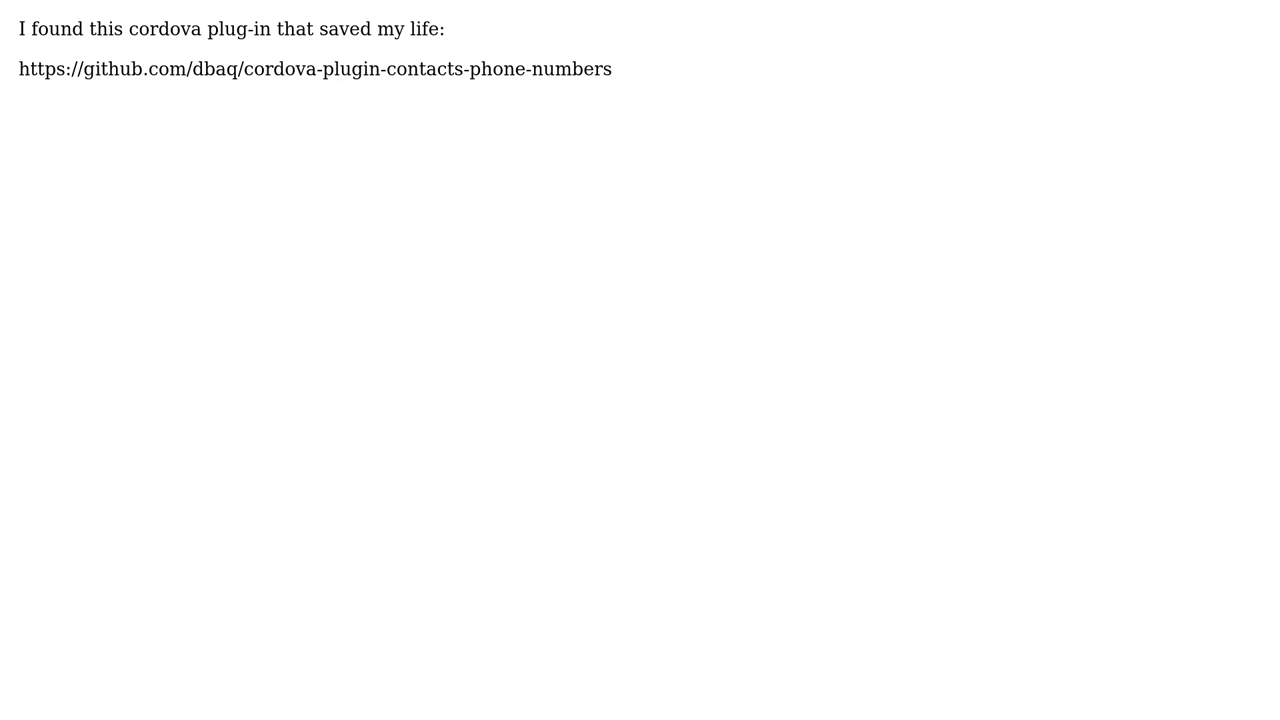 I found this cordova plug-in that saved my life:
https://github.com/dbaq/cordova-plugin-contacts-phone-numbers